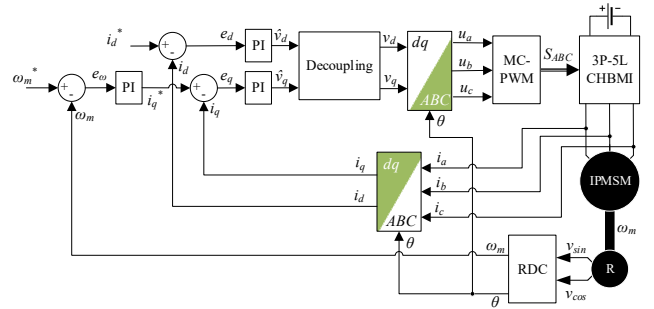 i_d^* + - e_d PI v̂_d v_d dq u_a
i_d
ω_m^* + - e_ω PI i_q^* + - e_q PI v̂_q Decoupling v_q ABC u_b MC-PWM S_ABC 3P-5L CHBMI
ω_m i_q θ u_c
i_q dq i_a
i_d i_b IPMSM
ABC i_c
θ ω_m
ω_m RDC v_sin R
θ v_cos